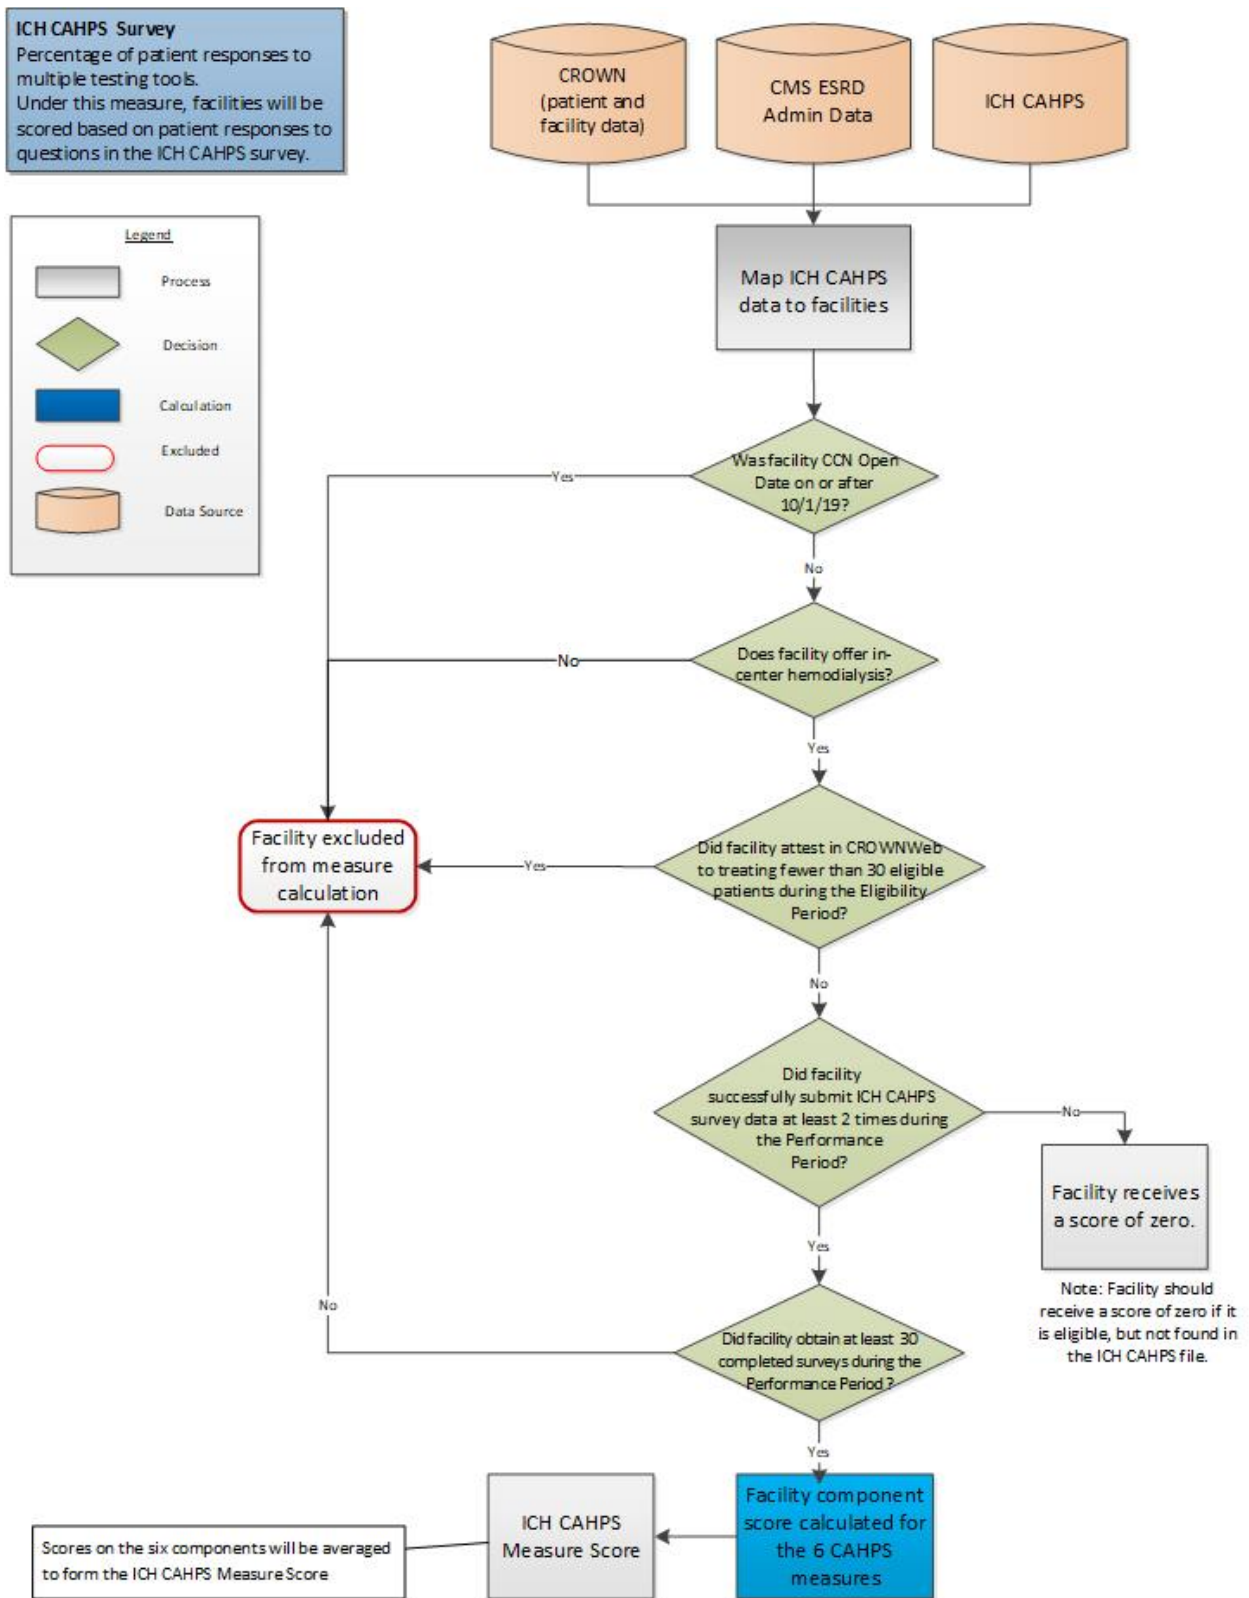 ICH CAHPS Survey
Percentage of patient responses to
multiple testing tools.
Under this measure, facilities will be
scored based on patient responses to
questions in the ICH CAHPS survey.
CROWN
(patient and
facility data)
CMS ESRD
Admin Data
ICH CAHPS
Legend
Process
Decision
Calculation
Excluded
Data Source
Map ICH CAHPS
data to facilities
Was facility CCN Open
Date on or after
10/1/19?
Yes
No
Does facility offer in-
center hemodialysis?
No
Yes
Did facility attest in CROWNWeb
to treating fewer than 30 eligible
patients during the Eligibility
Period?
Yes
Facility excluded
from measure
calculation
No
Did facility
successfully submit ICH CAHPS
survey data at least 2 times during
the Performance
Period?
No
Facility receives
a score of zero.
Note: Facility should
receive a score of zero if it
is eligible, but not found in
the ICH CAHPS file.
Yes
No
Did facility obtain at least 30
completed surveys during the
Performance Period ?
Yes
Facility component
score calculated for
the 6 CAHPS
measures
ICH CAHPS
Measure Score
Scores on the six components will be averaged
to form the ICH CAHPS Measure Score